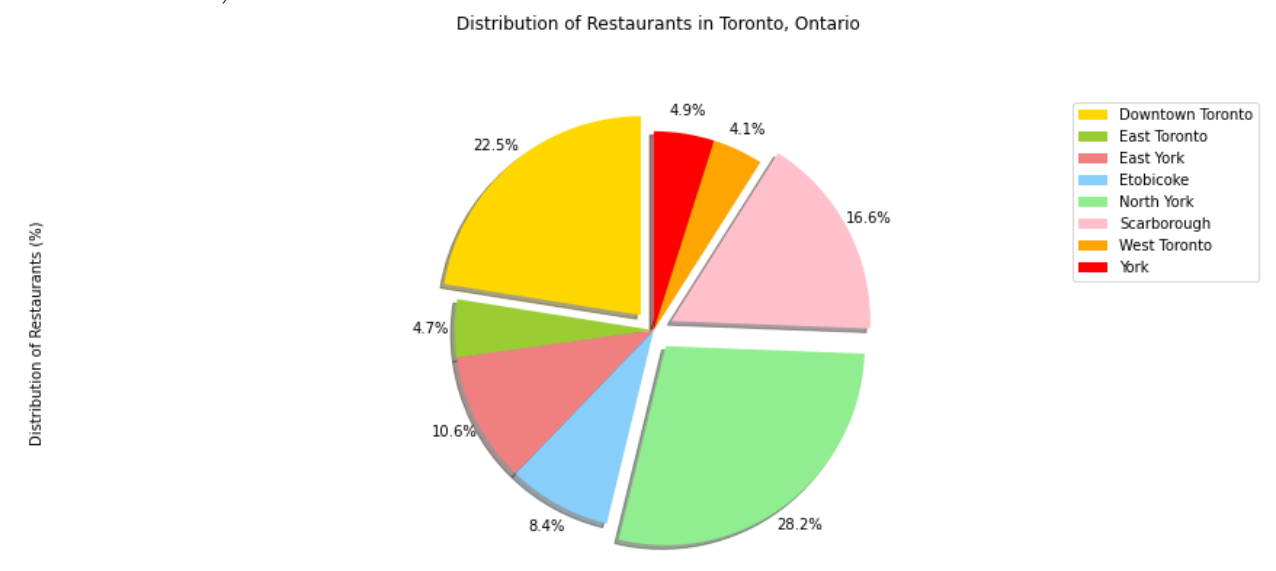 Distribution of Restaurants in Toronto, Ontario
4.9%
4.1%
22.5%
16.6%
4.7%
10.6%
8.4%
28.2%
Distribution of Restaurants (%)
Downtown Toronto
East Toronto
East York
Etobicoke
North York
Scarborough
West Toronto
York